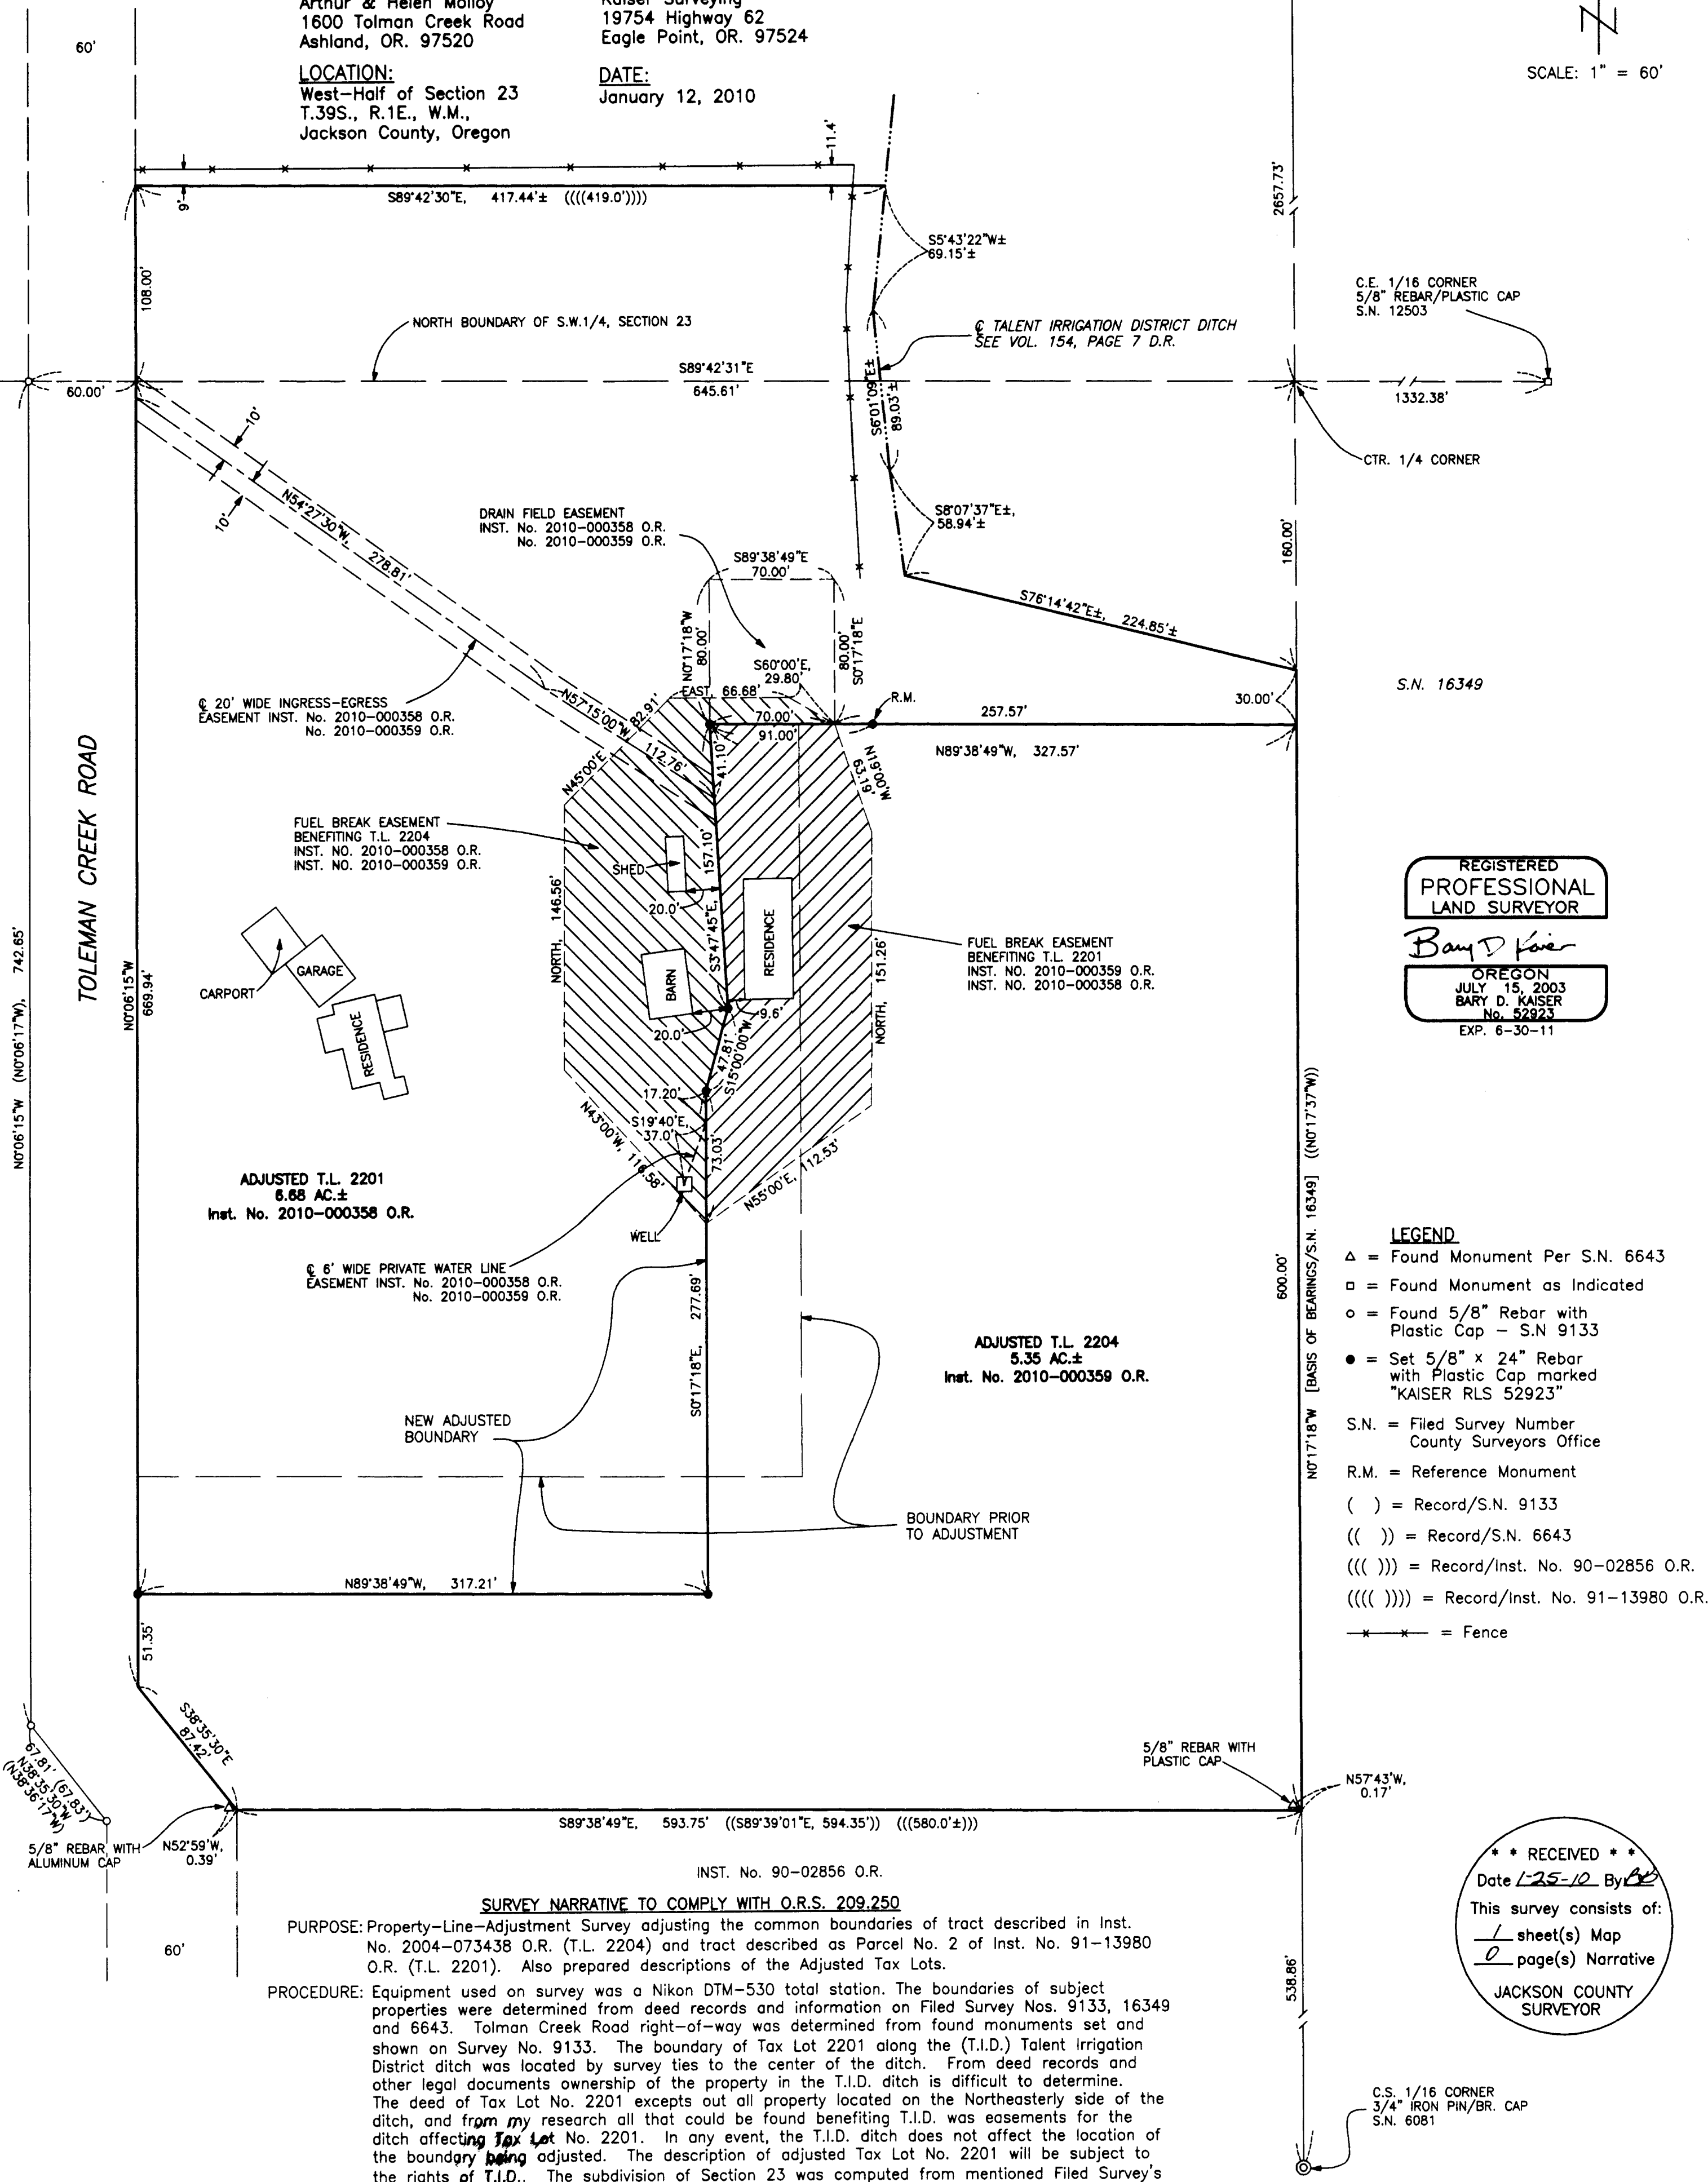 Arthur & Helen Molloy
1600 Tolman Creek Road
Ashland, OR. 97520
Kaiser Surveying
19754 Highway 62
Eagle Point, OR. 97524
LOCATION:
West-Half of Section 23
T.39S., R.1E., W.M.,
Jackson County, Oregon
DATE:
January 12, 2010
N
SCALE: 1" = 60'
60'
11.4'
9'
S89°42'30"E, 417.44'± ((((419.0'))))
2657.73'
108.00'
S5°43'22"W±
69.15'±
NORTH BOUNDARY OF S.W.1/4, SECTION 23
℄ TALENT IRRIGATION DISTRICT DITCH
SEE VOL. 154, PAGE 7 D.R.
C.E. 1/16 CORNER
5/8" REBAR/PLASTIC CAP
S.N. 12503
60.00'
S89°42'31"E
645.61'
S6°01'09"E±
89.03'±
1332.38'
CTR. 1/4 CORNER
10'
10'
N54°27'30"W,
278.81'
DRAIN FIELD EASEMENT
INST. No. 2010-000358 O.R.
No. 2010-000359 O.R.
S8°07'37"E±,
58.94'±
160.00'
S89°38'49"E
70.00'
S76°14'42"E±, 224.85'±
N0°17'18"W
80.00'
80.00'
S0°17'18"E
S60°00'E,
29.80'
EAST, 66.68'
R.M.
S.N. 16349
℄ 20' WIDE INGRESS-EGRESS
EASEMENT INST. No. 2010-000358 O.R.
No. 2010-000359 O.R.
N57°15'00"W,
112.76'
82.91'
N45°00'E
70.00'
91.00'
257.57'
30.00'
N89°38'49"W, 327.57'
41.10'
N19°00'W
63.19'
TOLEMAN CREEK ROAD
FUEL BREAK EASEMENT
BENEFITING T.L. 2204
INST. NO. 2010-000358 O.R.
INST. NO. 2010-000359 O.R.
SHED
157.10'
20.0'
S3°47'45"E,
NORTH, 146.56'
RESIDENCE
BARN
FUEL BREAK EASEMENT
BENEFITING T.L. 2201
INST. NO. 2010-000359 O.R.
INST. NO. 2010-000358 O.R.
NORTH, 151.26'
REGISTERED
PROFESSIONAL
LAND SURVEYOR
Bary D Kaiser
OREGON
JULY 15, 2003
BARY D. KAISER
No. 52923
EXP. 6-30-11
CARPORT
GARAGE
RESIDENCE
N0°06'15"W (N0°06'17"W), 742.65'
N0°06'15"W
669.94'
20.0'
9.6'
47.81'
S15°00'00"W
17.20'
S19°40'E,
37.0'
73.03'
N43°00'W, 116.58'
N55°00'E, 112.53'
ADJUSTED T.L. 2201
6.68 AC.±
Inst. No. 2010-000358 O.R.
WELL
℄ 6' WIDE PRIVATE WATER LINE
EASEMENT INST. No. 2010-000358 O.R.
No. 2010-000359 O.R.
S0°17'18"E, 277.69'
ADJUSTED T.L. 2204
5.35 AC.±
Inst. No. 2010-000359 O.R.
600.00'
N0°17'18"W [BASIS OF BEARINGS/S.N. 16349] ((N0°17'37"W))
LEGEND
△ = Found Monument Per S.N. 6643
□ = Found Monument as Indicated
○ = Found 5/8" Rebar with
Plastic Cap – S.N 9133
● = Set 5/8" x 24" Rebar
with Plastic Cap marked
"KAISER RLS 52923"
S.N. = Filed Survey Number
County Surveyors Office
R.M. = Reference Monument
( ) = Record/S.N. 9133
(( )) = Record/S.N. 6643
((( ))) = Record/Inst. No. 90-02856 O.R.
(((( )))) = Record/Inst. No. 91-13980 O.R.
= Fence
NEW ADJUSTED
BOUNDARY
BOUNDARY PRIOR
TO ADJUSTMENT
N89°38'49"W, 317.21'
51.35'
S38°35'30"E
87.42'
67.81' (67.83')
N38°35'30"W
(N38°36'17"W)
5/8" REBAR WITH
ALUMINUM CAP
N52°59'W,
0.39'
5/8" REBAR WITH
PLASTIC CAP
N57°43'W,
0.17'
S89°38'49"E, 593.75' ((S89°39'01"E, 594.35')) (((580.0'±)))
INST. No. 90-02856 O.R.
60'
SURVEY NARRATIVE TO COMPLY WITH O.R.S. 209.250
PURPOSE: Property-Line-Adjustment Survey adjusting the common boundaries of tract described in Inst.
No. 2004-073438 O.R. (T.L. 2204) and tract described as Parcel No. 2 of Inst. No. 91-13980
O.R. (T.L. 2201). Also prepared descriptions of the Adjusted Tax Lots.
PROCEDURE: Equipment used on survey was a Nikon DTM-530 total station. The boundaries of subject
properties were determined from deed records and information on Filed Survey Nos. 9133, 16349
and 6643. Tolman Creek Road right-of-way was determined from found monuments set and
shown on Survey No. 9133. The boundary of Tax Lot 2201 along the (T.I.D.) Talent Irrigation
District ditch was located by survey ties to the center of the ditch. From deed records and
other legal documents ownership of the property in the T.I.D. ditch is difficult to determine.
The deed of Tax Lot No. 2201 excepts out all property located on the Northeasterly side of the
ditch, and from my research all that could be found benefiting T.I.D. was easements for the
ditch affecting Tax Lot No. 2201. In any event, the T.I.D. ditch does not affect the location of
the boundary being adjusted. The description of adjusted Tax Lot No. 2201 will be subject to
the rights of T.I.D.. The subdivision of Section 23 was computed from mentioned Filed Survey's
* * RECEIVED * *
Date 1-25-10 By BB
This survey consists of:
1 sheet(s) Map
0 page(s) Narrative
JACKSON COUNTY
SURVEYOR
538.86'
C.S. 1/16 CORNER
3/4" IRON PIN/BR. CAP
S.N. 6081